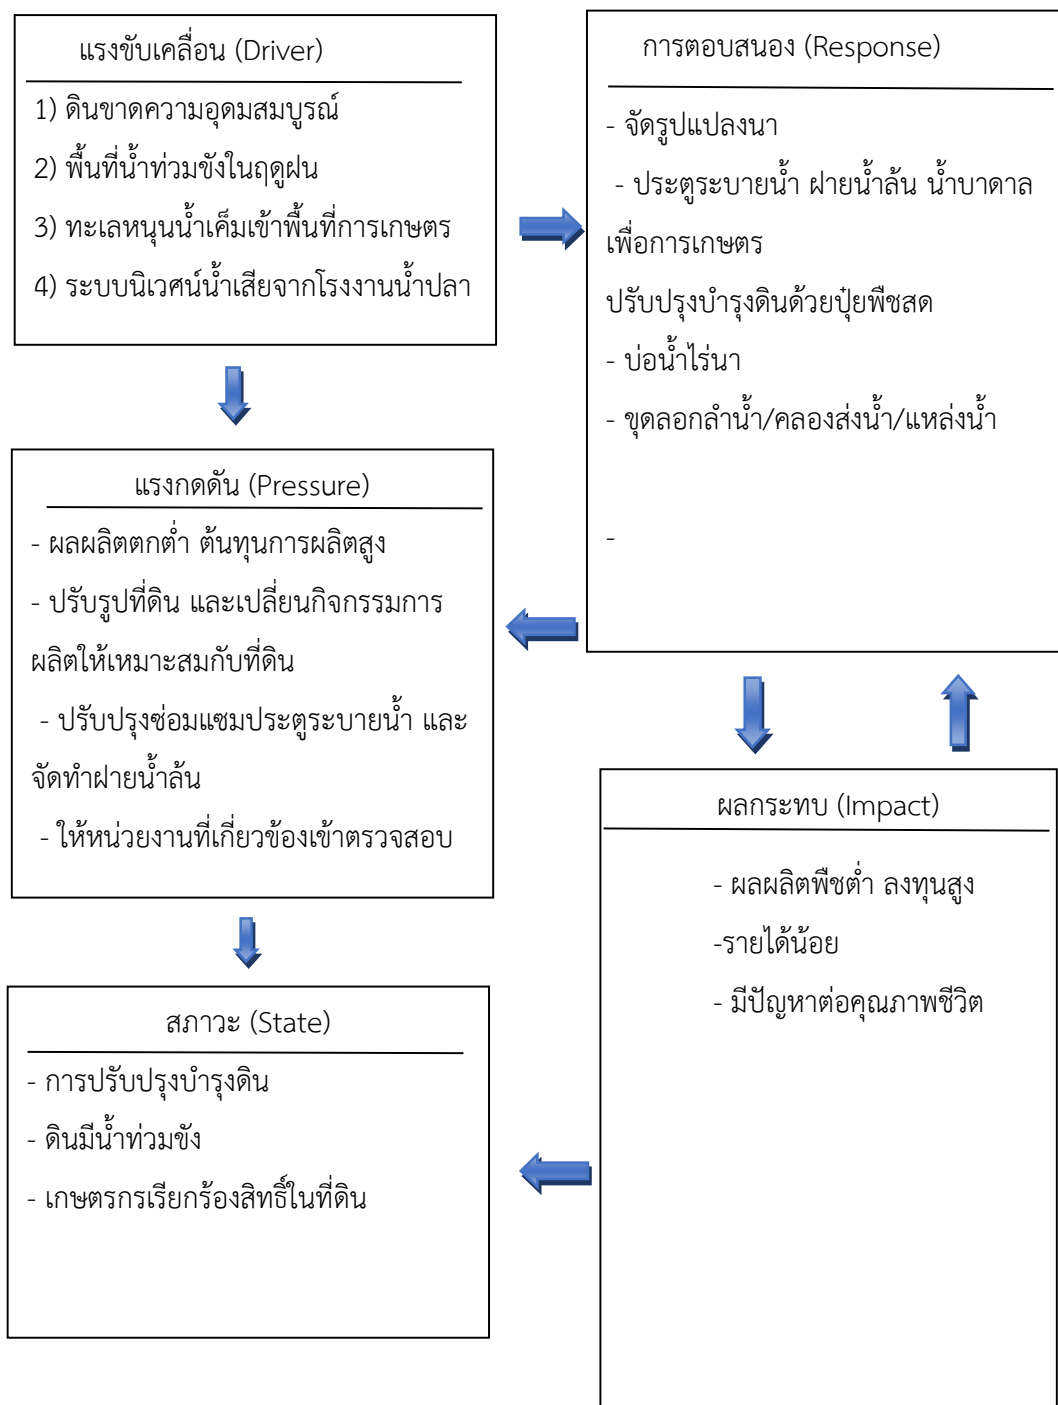 แรงขับเคลื่อน (Driver)
1) ดินขาดความอุดมสมบูรณ์
2) พื้นที่น้ำท่วมขังในฤดูฝน
3) ทะเลหนุนน้ำเค็มเข้าพื้นที่การเกษตร
4) ระบบนิเวศน์น้ำเสียจากโรงงานน้ำปลา
การตอบสนอง (Response)
- จัดรูปแปลงนา
- ประตูระบายน้ำ ฝายน้ำล้น น้ำบาดาล
เพื่อการเกษตร
ปรับปรุงบำรุงดินด้วยปุ๋ยพืชสด
- บ่อน้ำไร่นา
- ขุดลอกลำน้ำ/คลองส่งน้ำ/แหล่งน้ำ
-
แรงกดดัน (Pressure)
- ผลผลิตตกต่ำ ต้นทุนการผลิตสูง
- ปรับรูปที่ดิน และเปลี่ยนกิจกรรมการ
ผลิตให้เหมาะสมกับที่ดิน
- ปรับปรุงซ่อมแซมประตูระบายน้ำ และ
จัดทำฝายน้ำล้น
- ให้หน่วยงานที่เกี่ยวข้องเข้าตรวจสอบ
ผลกระทบ (Impact)
- ผลผลิตพืชต่ำ ลงทุนสูง
-รายได้น้อย
- มีปัญหาต่อคุณภาพชีวิต
สภาวะ (State)
- การปรับปรุงบำรุงดิน
- ดินมีน้ำท่วมขัง
- เกษตรกรเรียกร้องสิทธิ์ในที่ดิน